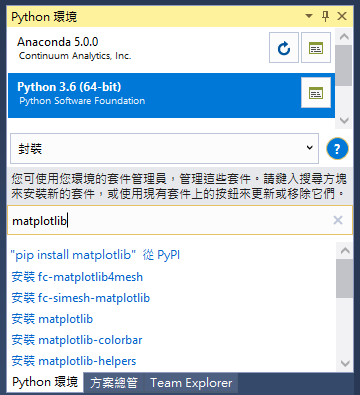 Python 環境
Anaconda 5.0.0
Continuum Analytics, Inc.
Python 3.6 (64-bit)
Python Software Foundation
封裝
?
您可使用您環境的套件管理員，管理這些套件。請鍵入搜尋方塊
來安裝新的套件，或使用現有套件上的按鈕來更新或移除它們。
matplotlib
"pip install matplotlib" 從 PyPI
安裝 fc-matplotlib4mesh
安裝 fc-simesh-matplotlib
安裝 matplotlib
安裝 matplotlib-colorbar
安裝 matplotlib-helpers
Python 環境 方案總管 Team Explorer